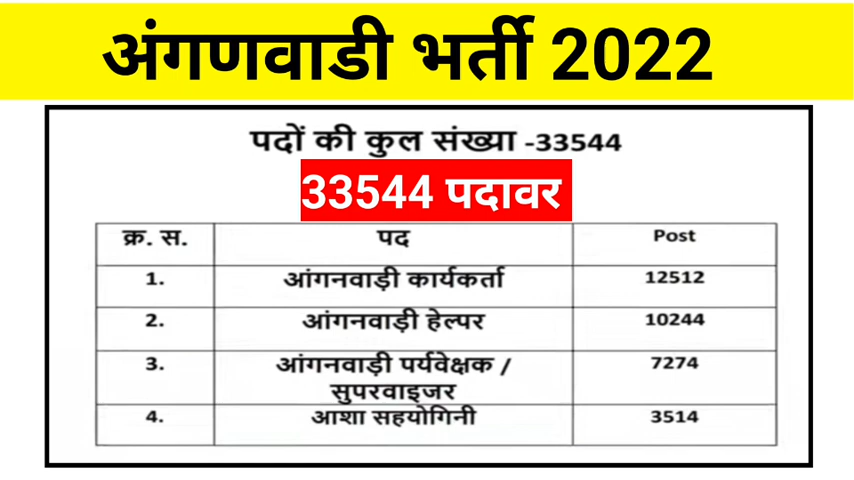 अंगणवाडी भर्ती 2022
पदों की कुल संख्या -33544
33544 पदावर
क्र. स. पद Post
1. आंगनवाड़ी कार्यकर्ता 12512
2. आंगनवाड़ी हेल्पर 10244
3. आंगनवाड़ी पर्यवेक्षक / 7274
सुपरवाइजर
4. आशा सहयोगिनी 3514